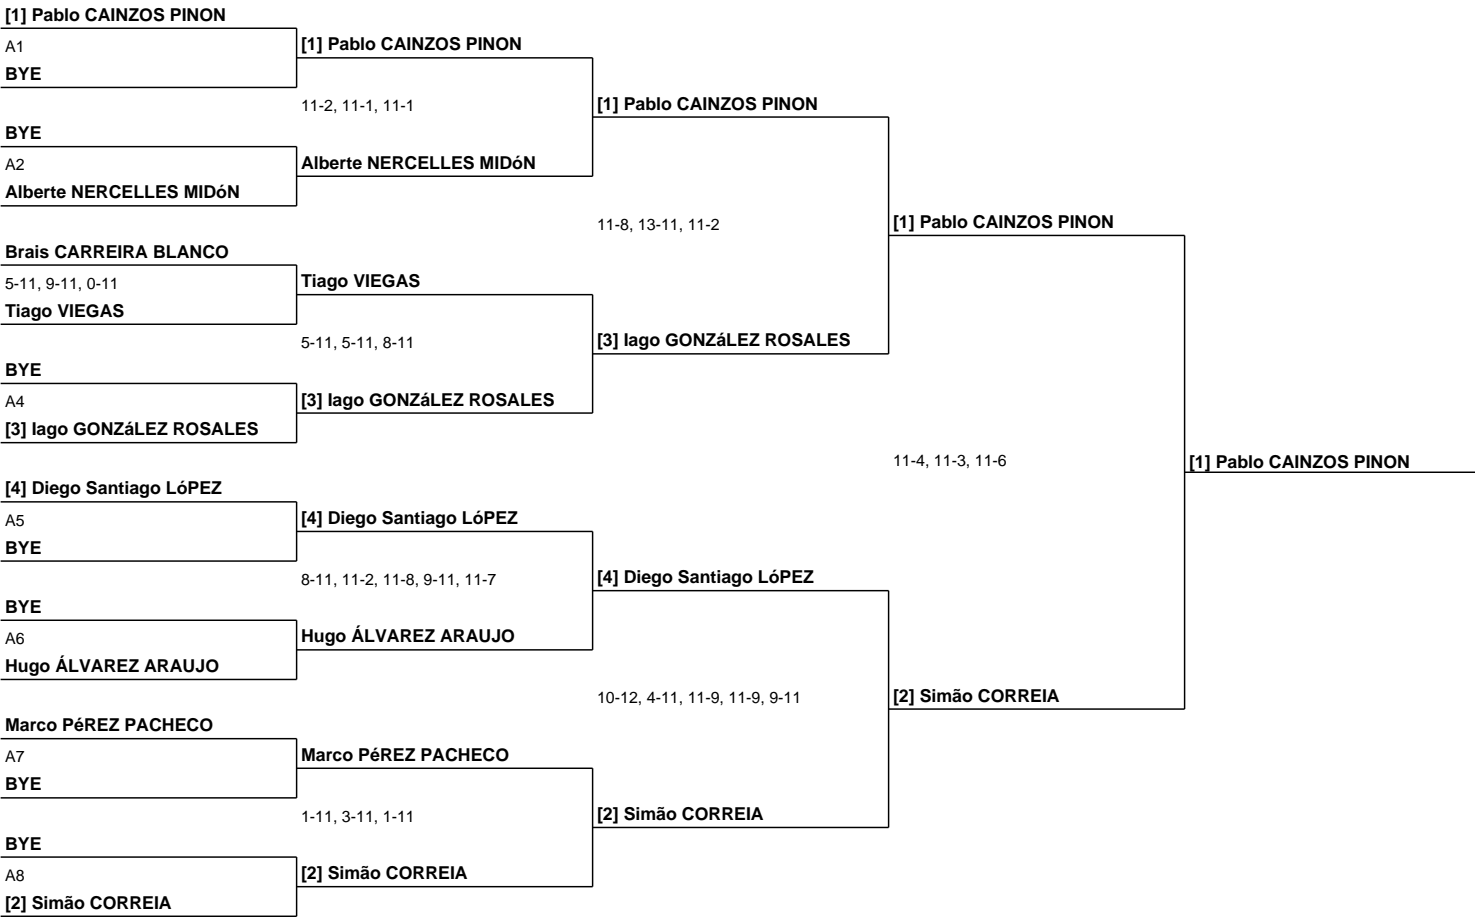 [1] Pablo CAINZOS PINON
A1
BYE
BYE
A2
Alberte NERCELLES MIDóN
Brais CARREIRA BLANCO
5-11, 9-11, 0-11
Tiago VIEGAS
BYE
A4
[3] Iago GONZáLEZ ROSALES
[4] Diego Santiago LóPEZ
A5
BYE
BYE
A6
Hugo ÁLVAREZ ARAUJO
Marco PéREZ PACHECO
A7
BYE
BYE
A8
[2] Simão CORREIA
[1] Pablo CAINZOS PINON
11-2, 11-1, 11-1
Alberte NERCELLES MIDóN
Tiago VIEGAS
5-11, 5-11, 8-11
[3] Iago GONZáLEZ ROSALES
[4] Diego Santiago LóPEZ
8-11, 11-2, 11-8, 9-11, 11-7
Hugo ÁLVAREZ ARAUJO
Marco PéREZ PACHECO
1-11, 3-11, 1-11
[2] Simão CORREIA
[1] Pablo CAINZOS PINON
11-8, 13-11, 11-2
[3] Iago GONZáLEZ ROSALES
[4] Diego Santiago LóPEZ
10-12, 4-11, 11-9, 11-9, 9-11
[2] Simão CORREIA
[1] Pablo CAINZOS PINON
11-4, 11-3, 11-6
[2] Simão CORREIA
[1] Pablo CAINZOS PINON